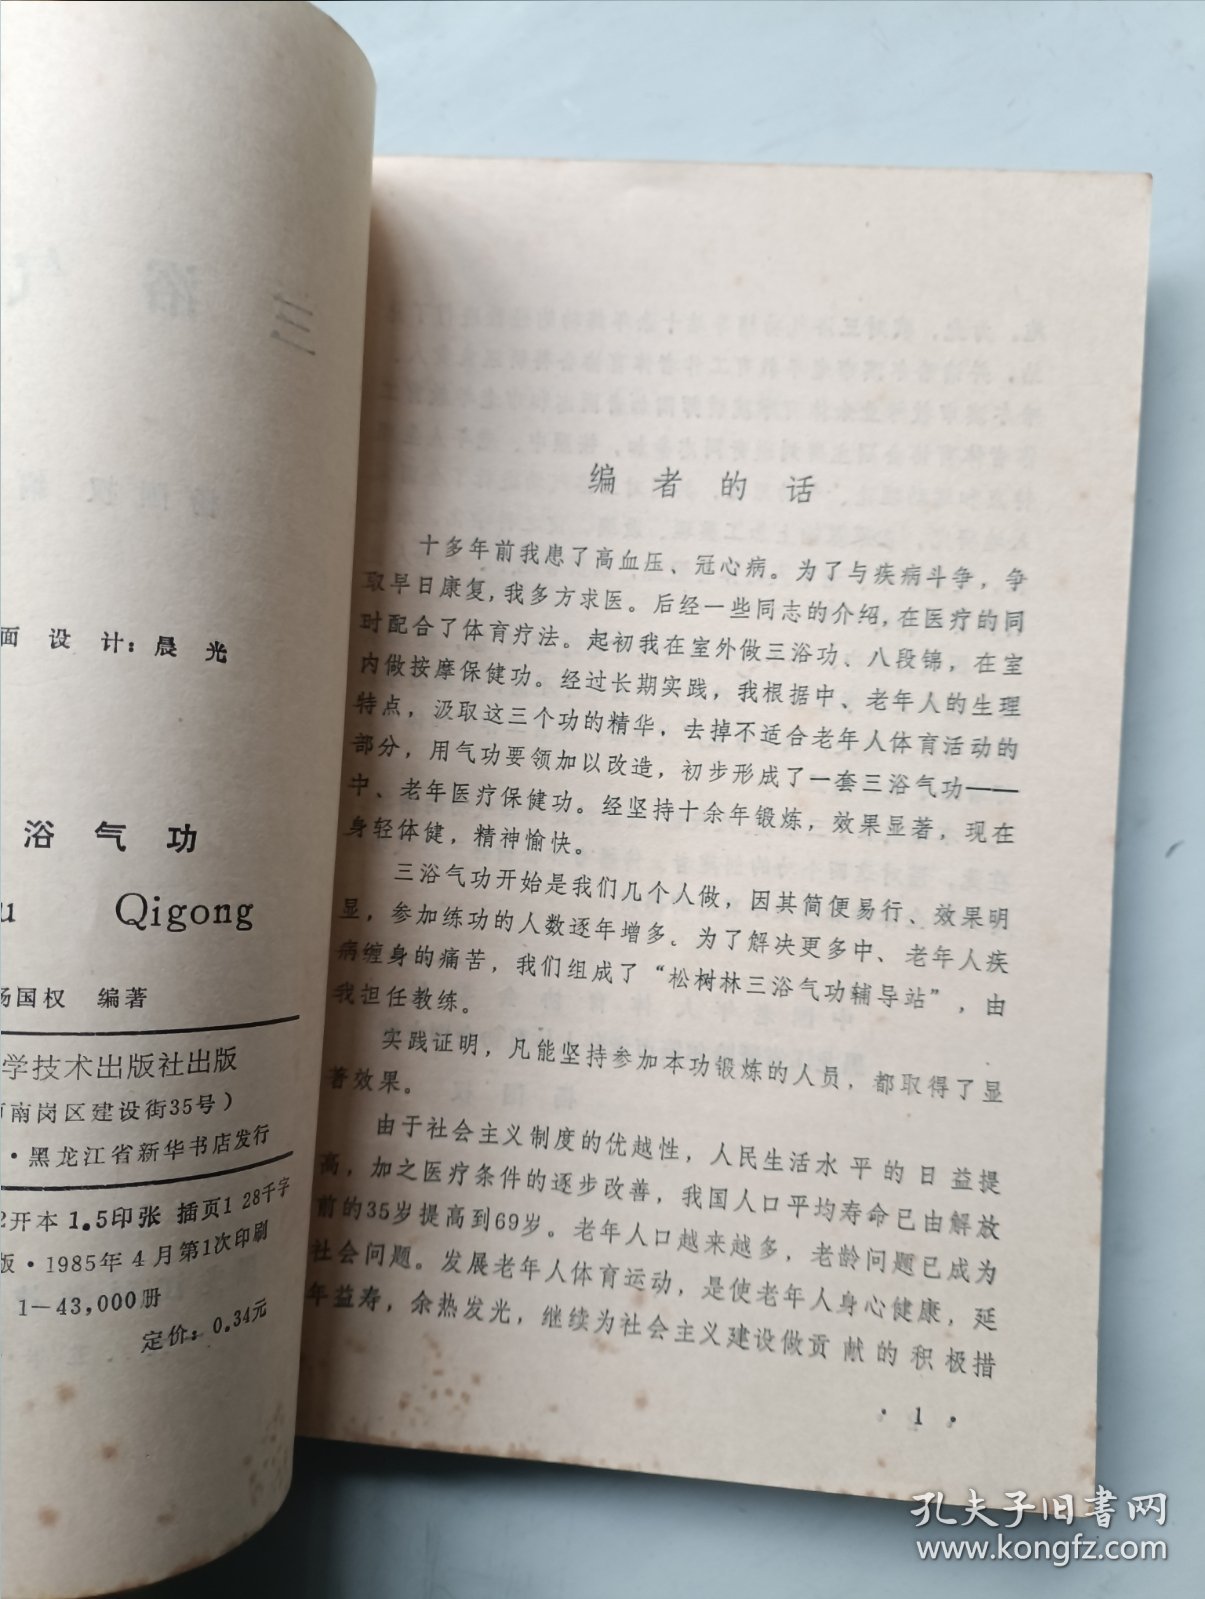 面 设 计：晨 光
浴 气 功
u Qigong
杨国权 编著
学技术出版社出版
市南岗区建设街35号）
·黑龙江省新华书店发行
2开本 1.5印张 插页1 28千字
版·1985年4月第1次印刷
1—43,000册
定价：0.34元
编 者 的 话
十多年前我患了高血压、冠心病。为了与疾病斗争，争
取早日康复，我多方求医。后经一些同志的介绍，在医疗的同
时配合了体育疗法。起初我在室外做三浴功、八段锦，在室
内做按摩保健功。经过长期实践，我根据中、老年人的生理
特点，汲取这三个功的精华，去掉不适合老年人体育活动的
部分，用气功要领加以改造，初步形成了一套三浴气功——
中、老年医疗保健功。经坚持十余年锻炼，效果显著，现在
身轻体健，精神愉快。
三浴气功开始是我们几个人做，因其简便易行、效果明
显，参加练功的人数逐年增多。为了解决更多中、老年人疾
病缠身的痛苦，我们组成了“松树林三浴气功辅导站”，由
我担任教练。
实践证明，凡能坚持参加本功锻炼的人员，都取得了显
著效果。
由于社会主义制度的优越性，人民生活水平的日益提
高，加之医疗条件的逐步改善，我国人口平均寿命已由解放
前的35岁提高到69岁。老年人口越来越多，老龄问题已成为
社会问题。发展老年人体育运动，是使老年人身心健康，延
年益寿，余热发光，继续为社会主义建设做贡献的积极措
· 1 ·
孔夫子旧书网
www.kongfz.com